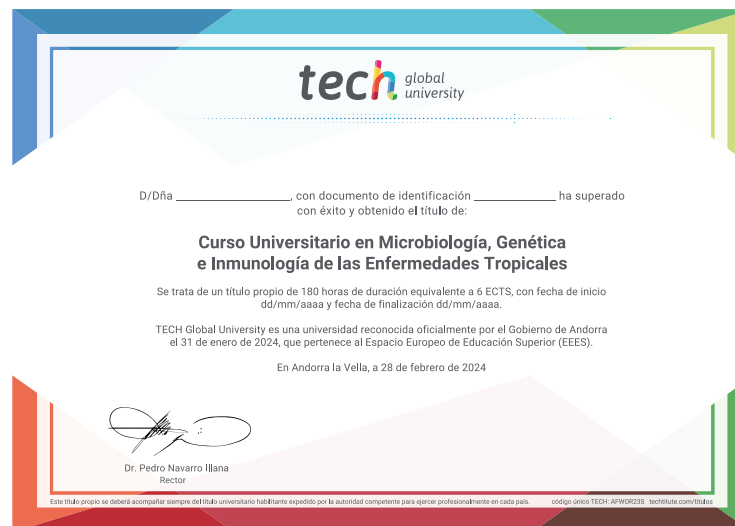 tech global university
D/Dña ____________________, con documento de identificación ______________ ha superado
con éxito y obtenido el título de:
Curso Universitario en Microbiología, Genética
e Inmunología de las Enfermedades Tropicales
Se trata de un título propio de 180 horas de duración equivalente a 6 ECTS, con fecha de inicio
dd/mm/aaaa y fecha de finalización dd/mm/aaaa.
TECH Global University es una universidad reconocida oficialmente por el Gobierno de Andorra
el 31 de enero de 2024, que pertenece al Espacio Europeo de Educación Superior (EEES).
En Andorra la Vella, a 28 de febrero de 2024
Dr. Pedro Navarro Illana
Rector
Este título propio se deberá acompañar siempre del título universitario habilitante expedido por la autoridad competente para ejercer profesionalmente en cada país. código único TECH: AFWOR23S techtitute.com/titulos